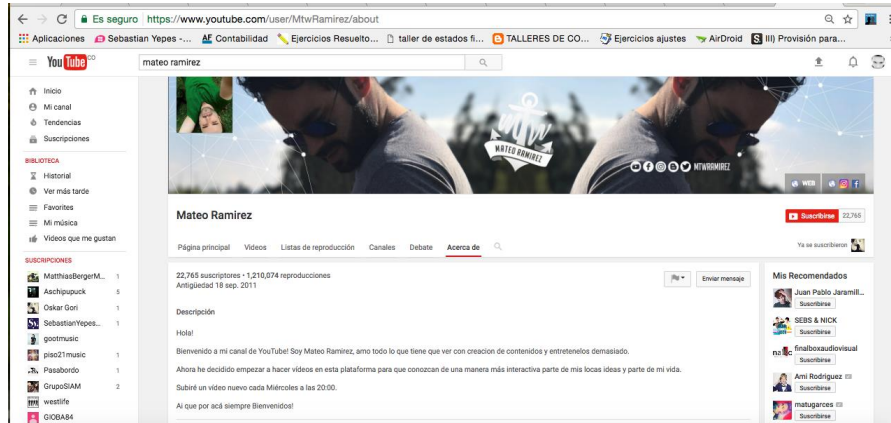 Es seguro https://www.youtube.com/user/MtwRamirez/about
Aplicaciones Sebastian Yepes -... Contabilidad Ejercicios Resuelto... taller de estados fi... TALLERES DE CO... Ejercicios ajustes AirDroid III) Provisión para...
YouTube CO mateo ramirez
Inicio
Mi canal
Tendencias
Suscripciones
BIBLIOTECA
Historial
Ver más tarde
Favorites
Mi música
Videos que me gustan
SUSCRIPCIONES
MatthiasBergerM... 1
Aschipupuck 5
Oskar Gori 1
SebastianYepes... 1
gootmusic
piso21music 1
Pasabordo 1
GrupoSIAM 2
westlife
GIOBA84
mtw
MATEO RAMIREZ
MTWRAMIREZ
WEB
Mateo Ramirez
Suscribirse 22,765
Página principal Videos Listas de reproducción Canales Debate Acerca de
Ya se suscribieron
22,765 suscriptores • 1,210,074 reproducciones
Antigüedad 18 sep. 2011
Enviar mensaje
Descripción
Hola!
Bienvenido a mi canal de YouTube! Soy Mateo Ramirez, amo todo lo que tiene que ver con creacion de contenidos y entretenelos demasiado.
Ahora he decidido empezar a hacer vídeos en esta plataforma para que conozcan de una manera más interactiva parte de mis locas ideas y parte de mi vida.
Subiré un vídeo nuevo cada Miércoles a las 20:00.
Ai que por acá siempre Bienvenidos!
Mis Recomendados
Juan Pablo Jaramill...
Suscribirse
SEBS & NICK
Suscribirse
finalboxaudiovisual
Suscribirse
Ami Rodriguez
Suscribirse
matugarces
Suscribirse